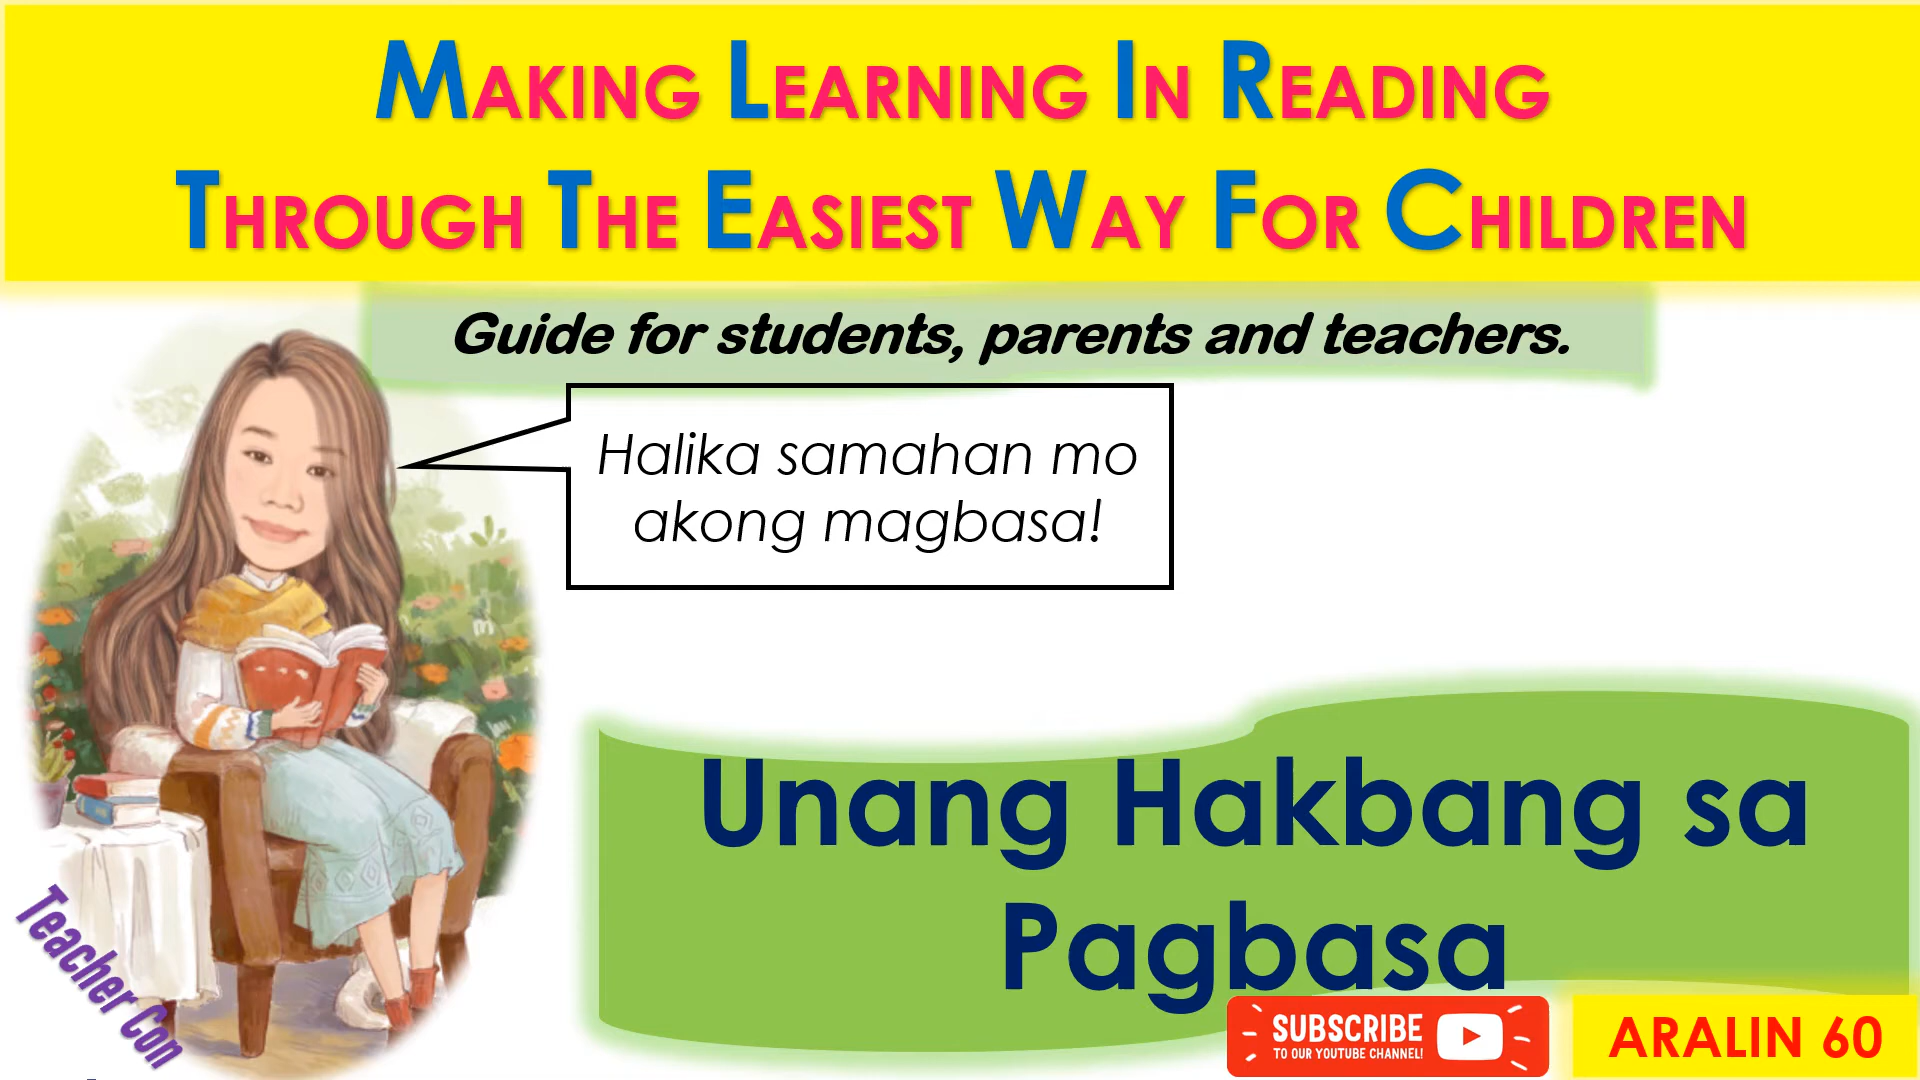 MAKING LEARNING IN READING
THROUGH THE EASIEST WAY FOR CHILDREN
Guide for students, parents and teachers.
Halika samahan mo
akong magbasa!
Unang Hakbang sa
Pagbasa
Teacher Con
SUBSCRIBE
TO OUR YOUTUBE CHANNEL!
ARALIN 60